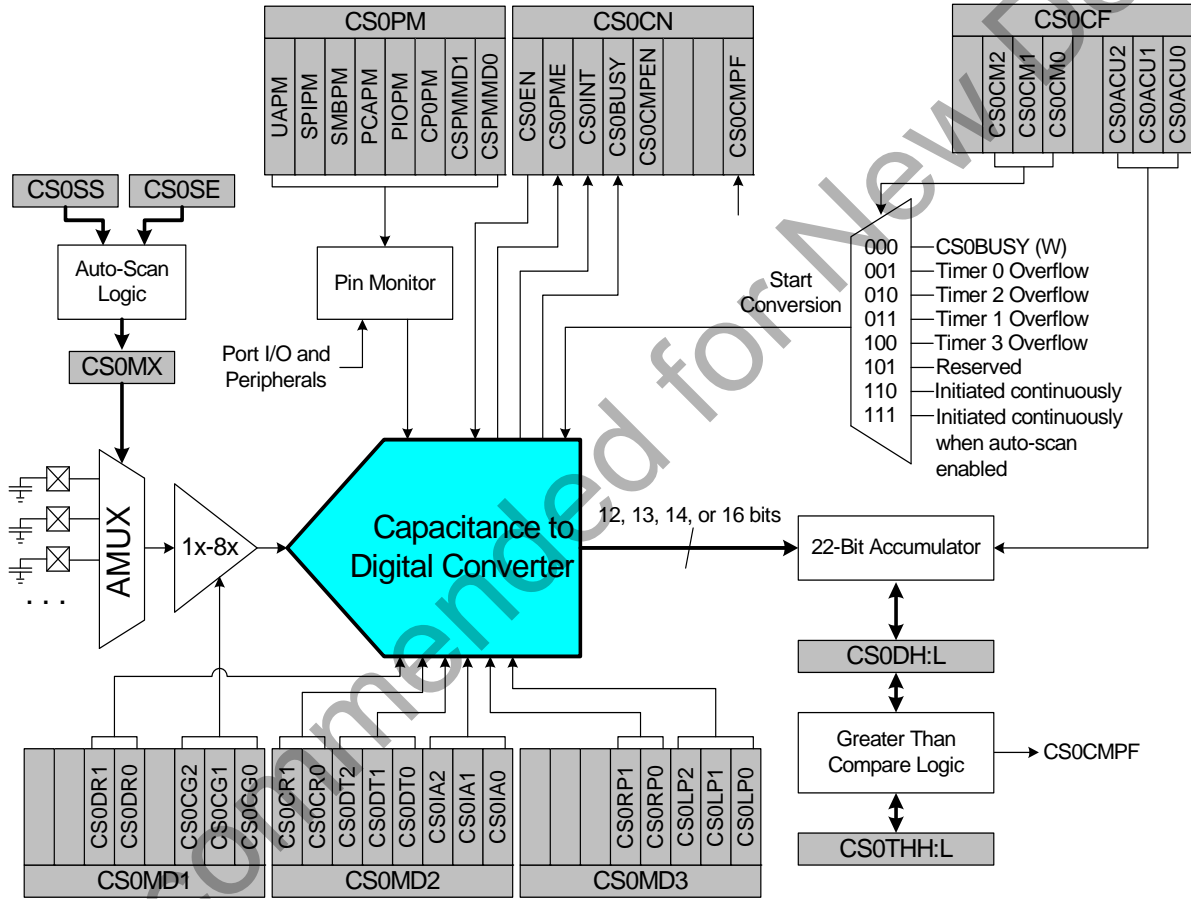 CS0PM
UAPM
SPIPM
SMBPM
PCAPM
PIOPM
CP0PM
CSPMMD1
CSPMMD0
CS0CN
CS0EN
CS0PME
CS0INT
CS0BUSY
CS0CMPEN
CS0CMPF
CS0CF
CS0CM2
CS0CM1
CS0CM0
CS0ACU2
CS0ACU1
CS0ACU0
CS0SS
CS0SE
Auto-Scan
Logic
CS0MX
Pin Monitor
Port I/O and
Peripherals
Start
Conversion
000
CS0BUSY (W)
001
Timer 0 Overflow
010
Timer 2 Overflow
011
Timer 1 Overflow
100
Timer 3 Overflow
101
Reserved
110
Initiated continuously
111
Initiated continuously
when auto-scan
enabled
AMUX
. . .
1x-8x
Capacitance to
Digital Converter
12, 13, 14, or 16 bits
22-Bit Accumulator
CS0DH:L
Greater Than
Compare Logic
CS0CMPF
CS0THH:L
CS0DR1
CS0DR0
CS0CG2
CS0CG1
CS0CG0
CS0MD1
CS0CR1
CS0CR0
CS0DT2
CS0DT1
CS0DT0
CS0IA2
CS0IA1
CS0IA0
CS0MD2
CS0RP1
CS0RP0
CS0LP2
CS0LP1
CS0LP0
CS0MD3
commended for New De